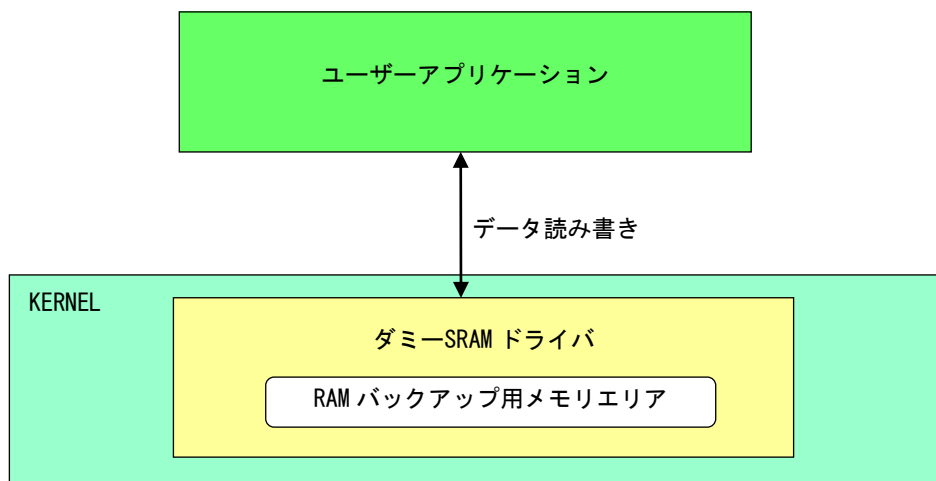 ユーザーアプリケーション
データ読み書き
KERNEL
ダミーSRAM ドライバ
RAM バックアップ用メモリエリア